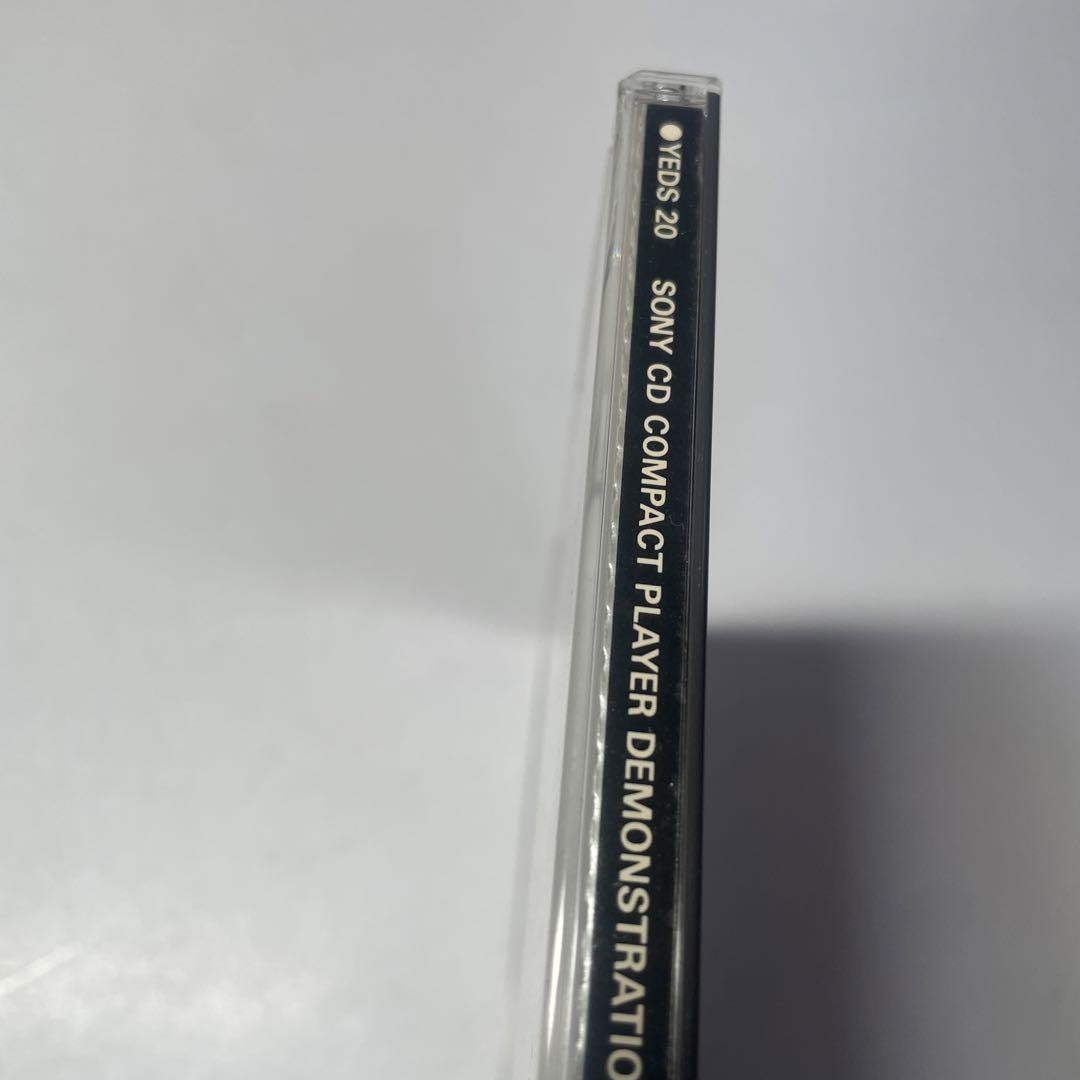 ●YEDS 20 SONY CD COMPACT PLAYER DEMONSTRATIO